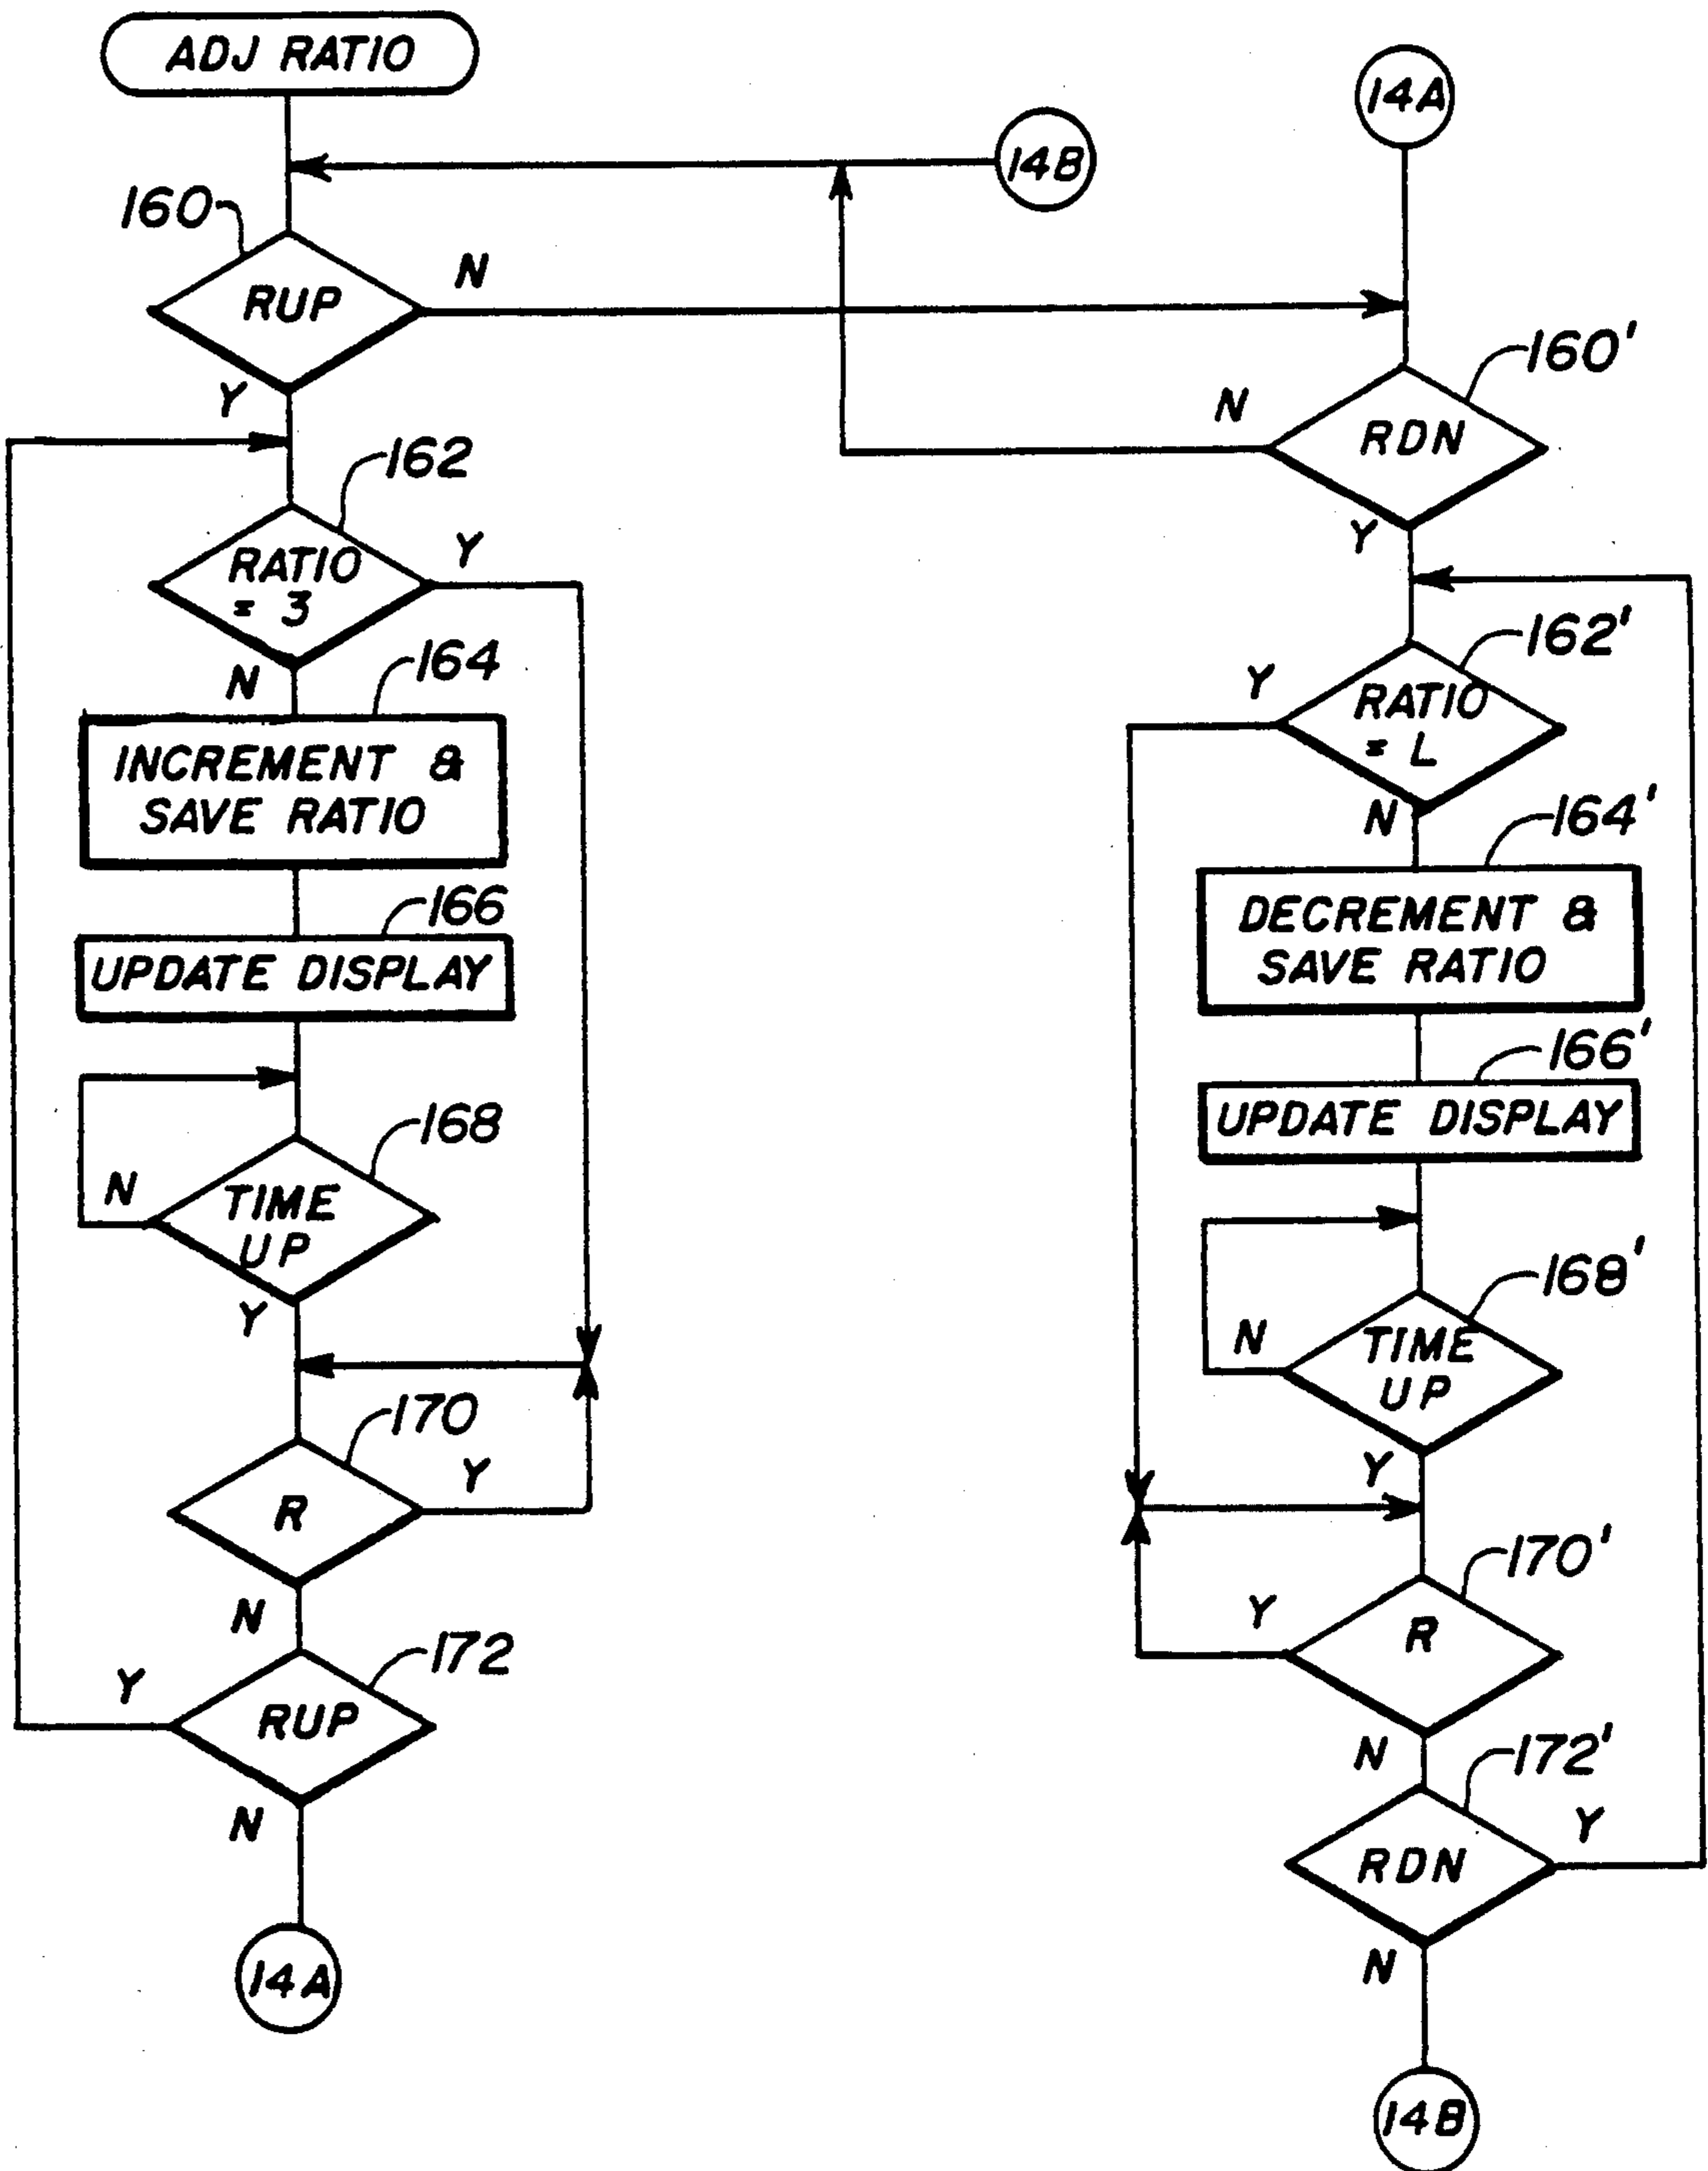 ADJ RATIO
14B
160
RUP
N
Y
162
RATIO
= 3
Y
N
164
INCREMENT &
SAVE RATIO
166
UPDATE DISPLAY
168
TIME
UP
N
Y
170
R
Y
N
172
RUP
Y
N
14A
14A
160'
RDN
N
Y
162'
RATIO
= L
Y
N
164'
DECREMENT &
SAVE RATIO
166'
UPDATE DISPLAY
168'
TIME
UP
N
Y
170'
R
Y
N
172'
RDN
Y
N
14B